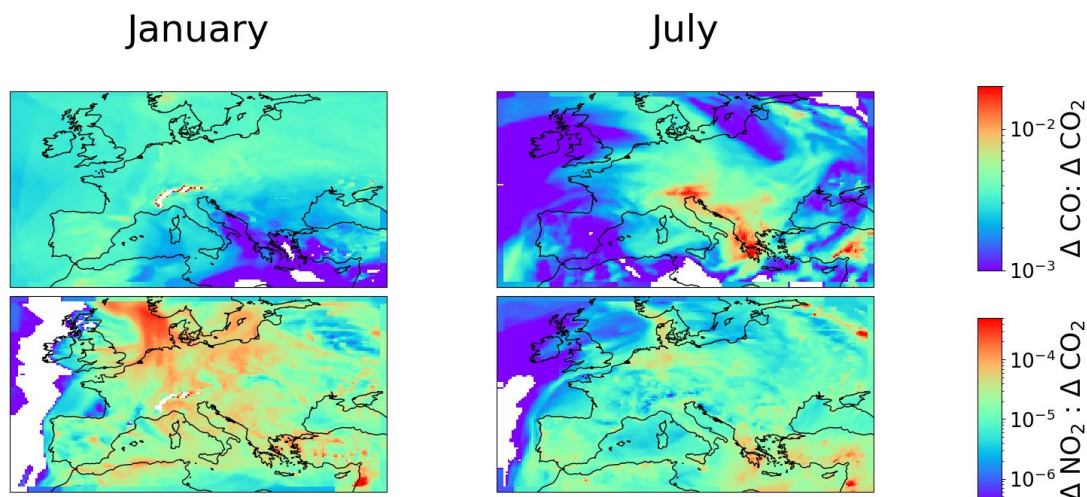 January
July
10⁻²
10⁻³
Δ CO: Δ CO₂
10⁻⁴
10⁻⁵
10⁻⁶
Δ NO₂ : Δ CO₂